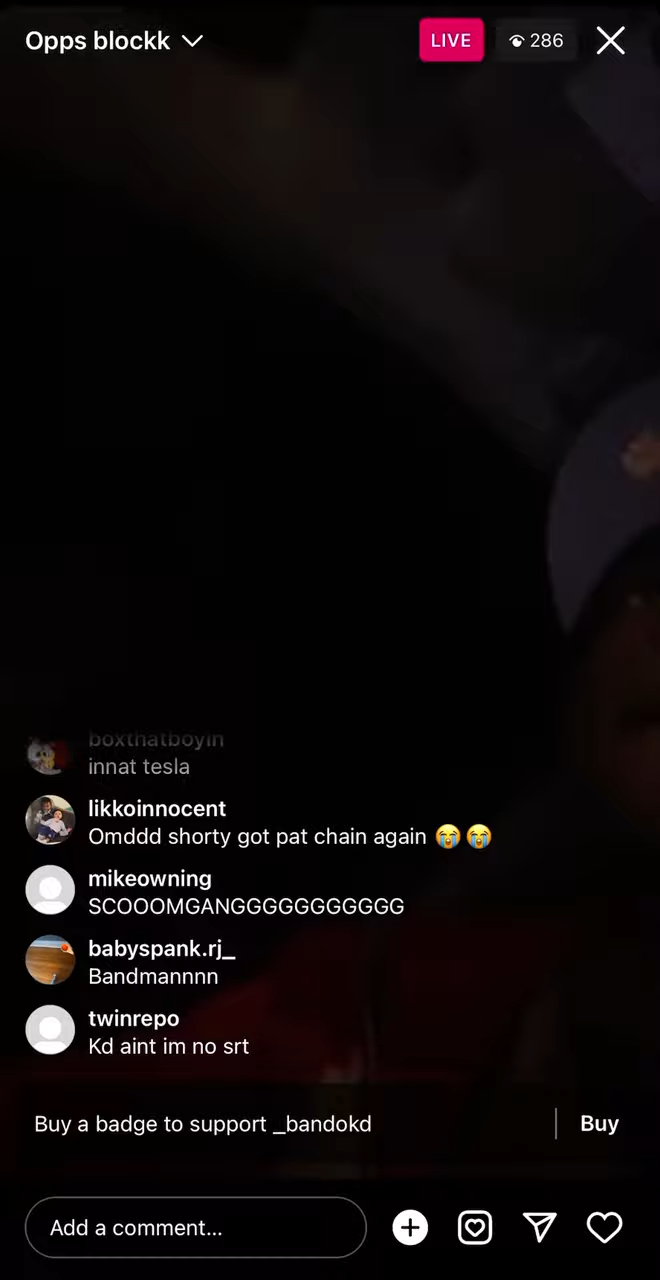 Opps blockk
LIVE
286
boxthatboyin
innat tesla
likkoinnocent
Omddd shorty got pat chain again 😭😭
mikeowning
SCOOOMGANGGGGGGGGGGG
babyspank.rj_
Bandmannnn
twinrepo
Kd aint im no srt
Buy a badge to support _bandokd
Buy
Add a comment...